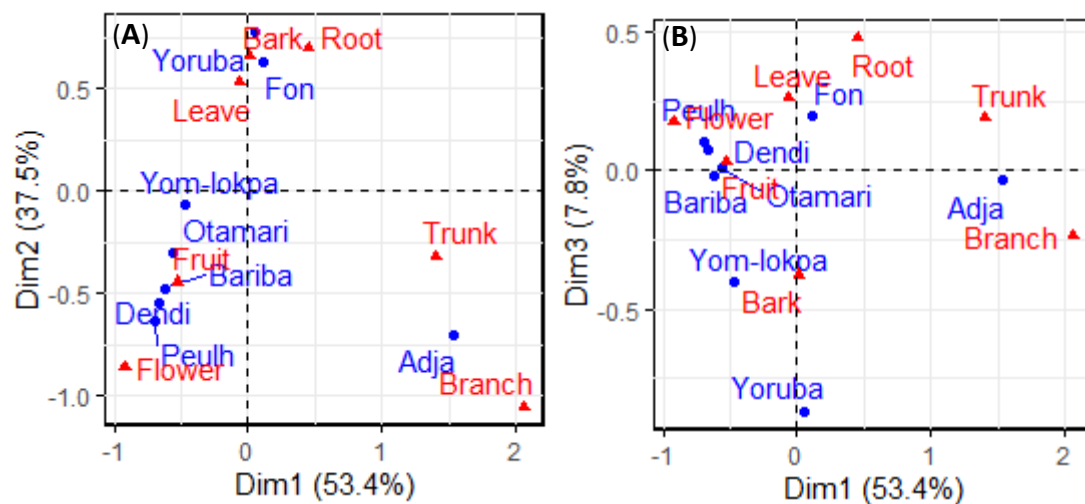 (A)
Bark Root
Yoruba
Fon
Leave
Yom-lokpa
Otamari
Trunk
Fruit
Bariba
Dendi
Peulh
Adja
Flower
Branch
0.5
0.0
-0.5
-1.0
-1 0 1 2
Dim1 (53.4%)
Dim2 (37.5%)
(B)
Root
Leave
Fon
Trunk
Peulh
Flower
Dendi
Fruit
Otamari
Bariba
Adja
Branch
Yom-lokpa
Bark
Yoruba
0.5
0.0
-0.5
-1 0 1 2
Dim1 (53.4%)
Dim3 (7.8%)